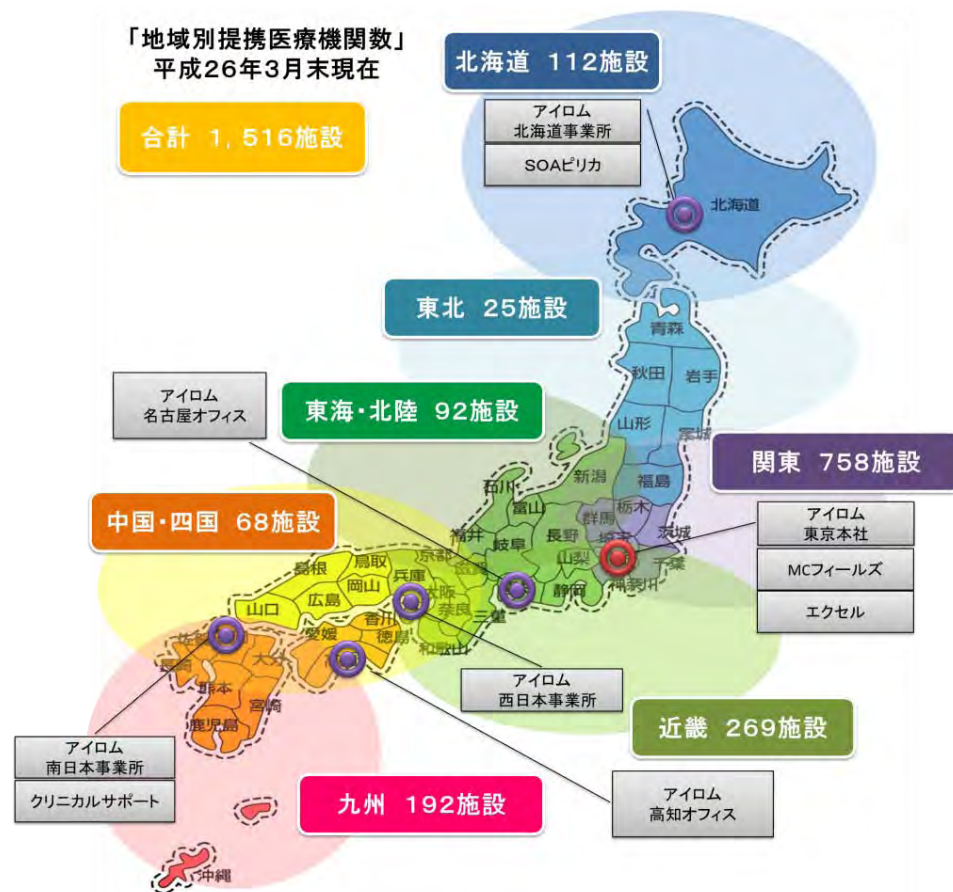 「地域別提携医療機関数」
平成26年3月末現在
合計 1,516施設
北海道 112施設
アイロム
北海道事業所
SOAピリカ
北海道
東北 25施設
青森
秋田
岩手
山形
宮城
福島
アイロム
名古屋オフィス
東海・北陸 92施設
関東 758施設
新潟
石川
富山
福井
岐阜
長野
群馬
栃木
埼玉
茨城
山梨
千葉
神奈川
静岡
アイロム
東京本社
MCフィールズ
エクセル
中国・四国 68施設
島根
鳥取
岡山
広島
山口
兵庫
京都
滋賀
大阪
奈良
三重
和歌山
香川
徳島
愛媛
佐賀
長崎
大分
熊本
宮崎
鹿児島
アイロム
西日本事業所
近畿 269施設
アイロム
南日本事業所
クリニカルサポート
九州 192施設
アイロム
高知オフィス
沖縄